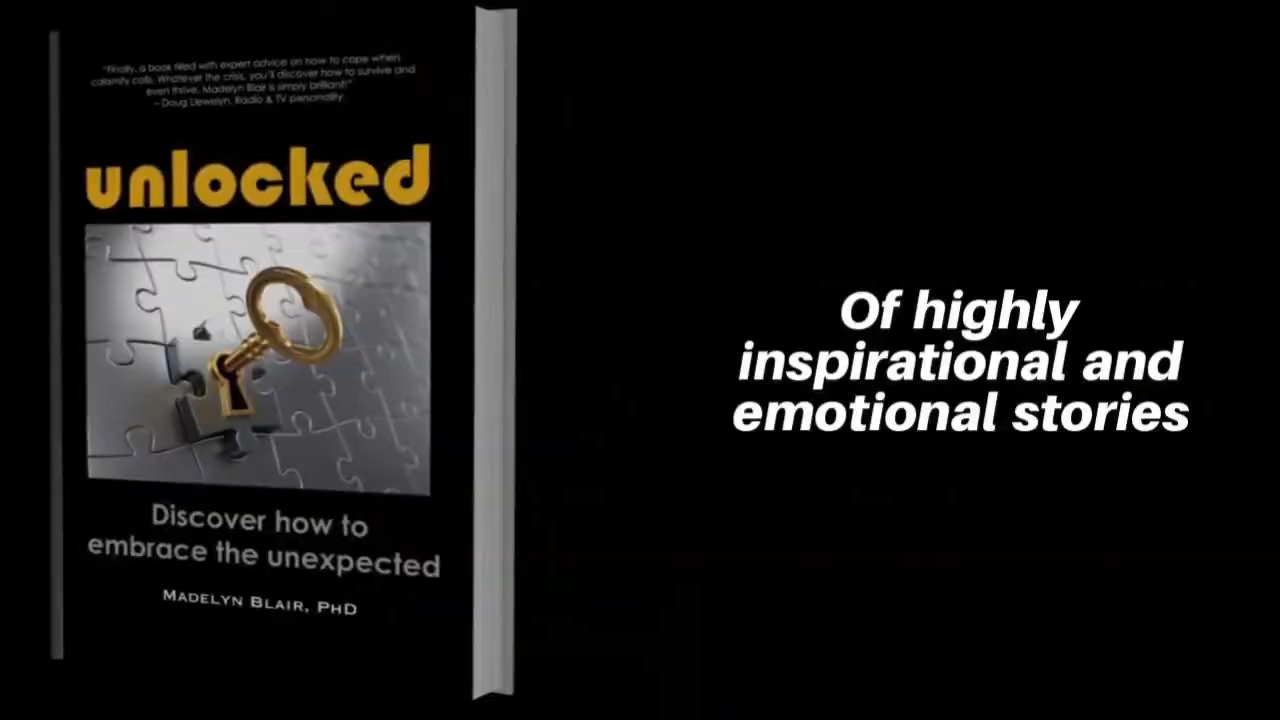 "Finally, a book filled with expert advice on how to cope when
calamity calls. Whatever the crisis, you'll discover how to survive and
even thrive. Madelyn Blair is simply brilliant!"
– Doug Llewelyn, Radio & TV personality
unlocked
Discover how to
embrace the unexpected
MADELYN BLAIR, PHD
Of highly
inspirational and
emotional stories